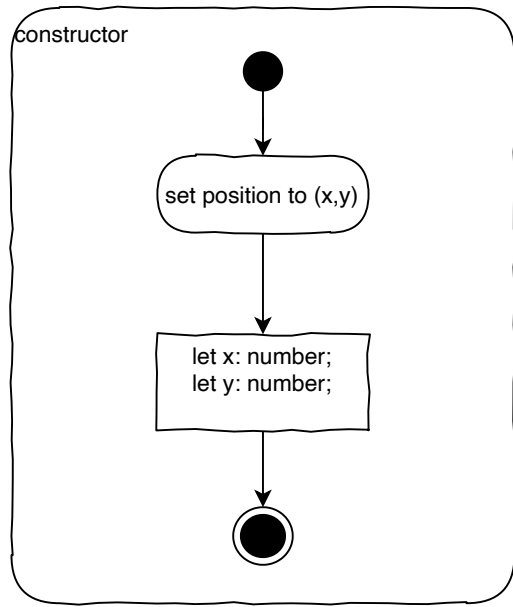 constructor
set position to (x,y)
let x: number;
let y: number;